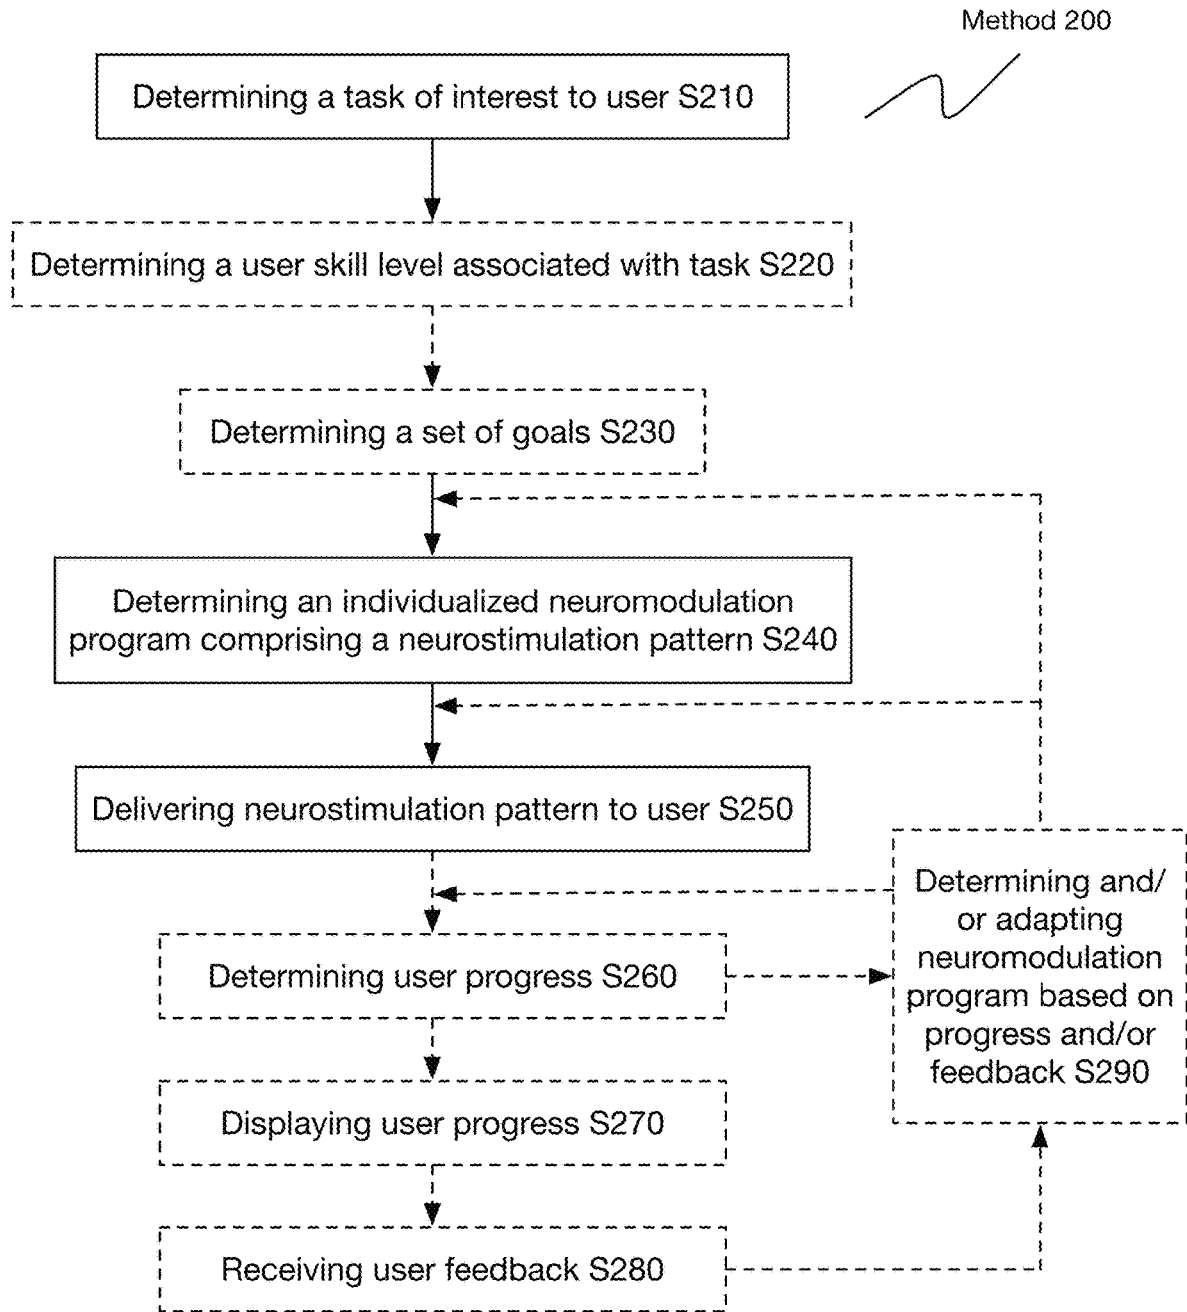 Method 200
Determining a task of interest to user S210
Determining a user skill level associated with task S220
Determining a set of goals S230
Determining an individualized neuromodulation
program comprising a neurostimulation pattern S240
Delivering neurostimulation pattern to user S250
Determining and/
or adapting
neuromodulation
program based on
progress and/or
feedback S290
Determining user progress S260
Displaying user progress S270
Receiving user feedback S280